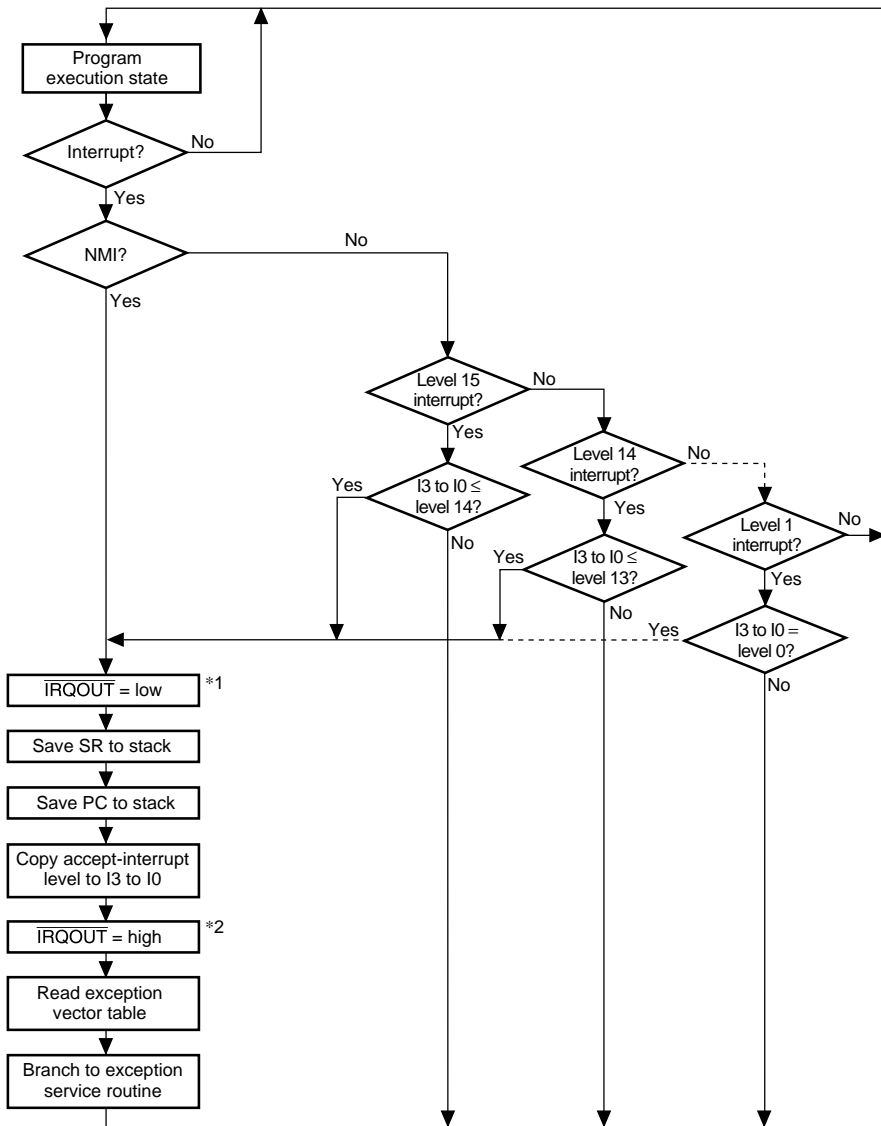 Program
execution state
Interrupt?
No
Yes
NMI?
No
Yes
Level 15
interrupt?
No
Yes
Level 14
interrupt?
No
Yes
I3 to I0 ≤
level 14?
Yes
No
Level 1
interrupt?
No
Yes
I3 to I0 ≤
level 13?
Yes
No
I3 to I0 =
level 0?
Yes
No
IRQOUT = low
*1
Save SR to stack
Save PC to stack
Copy accept-interrupt
level to I3 to I0
IRQOUT = high
*2
Read exception
vector table
Branch to exception
service routine